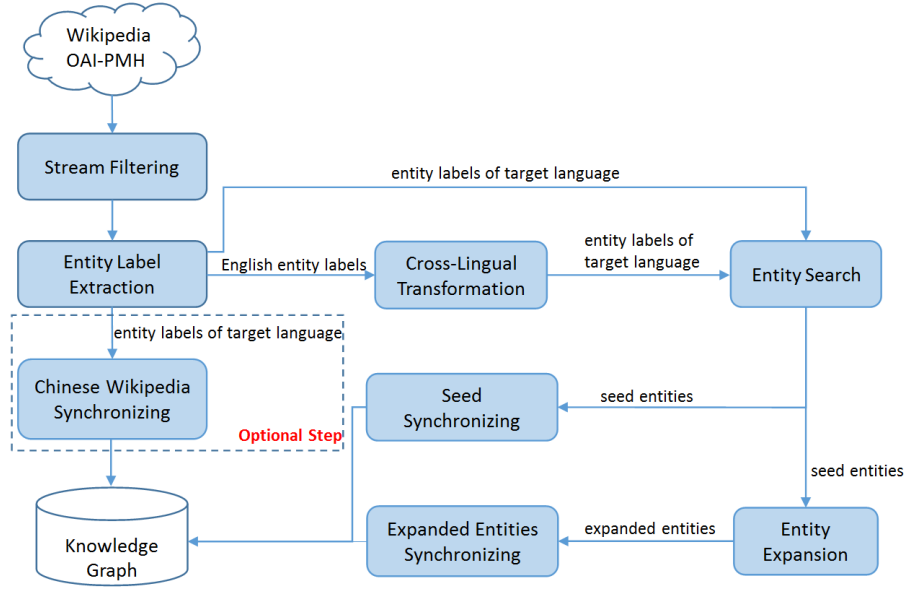 Wikipedia
OAI-PMH
Stream Filtering
entity labels of target language
Entity Label
Extraction
English entity labels
Cross-Lingual
Transformation
entity labels of
target language
Entity Search
entity labels of target language
Chinese Wikipedia
Synchronizing
Optional Step
Seed
Synchronizing
seed entities
seed entities
Knowledge
Graph
Expanded Entities
Synchronizing
expanded entities
Entity
Expansion